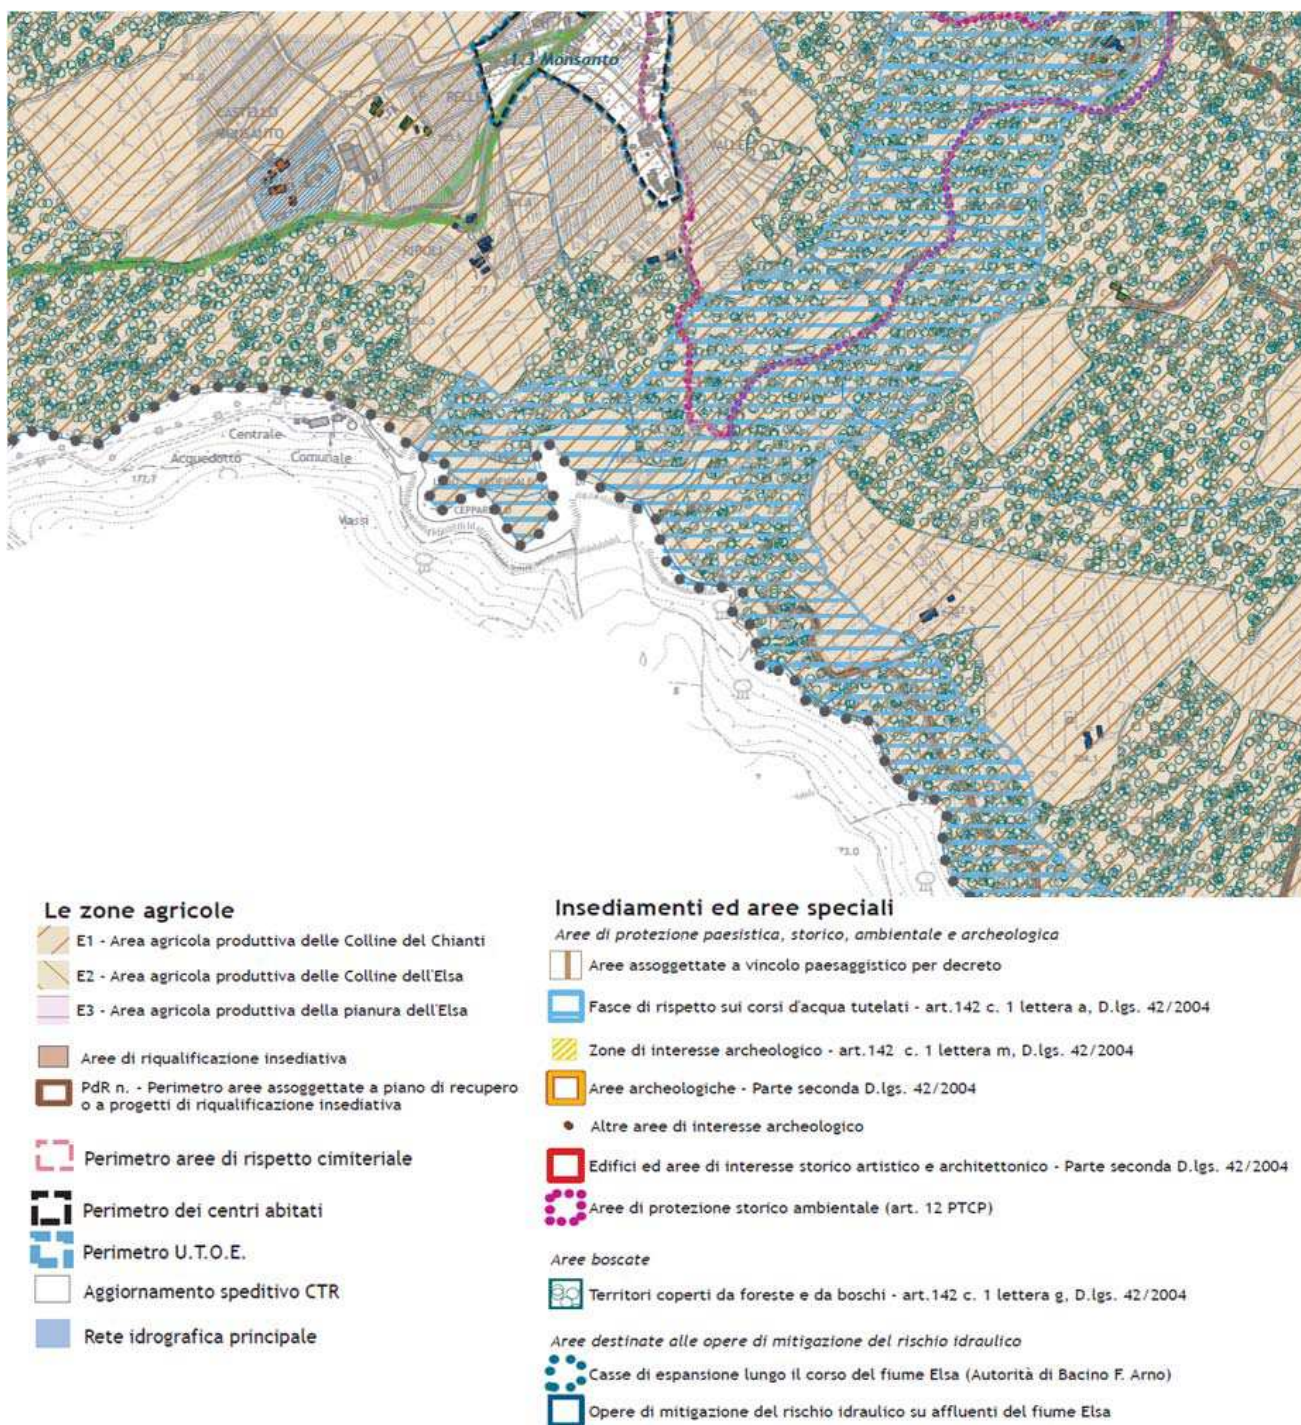 1.3 Monsanto
CASTELLO
MONSANTO
RIPOLI
Centrale
Acquedotto
Comunale
177,7
Vassi
Le zone agricole
E1 - Area agricola produttiva delle Colline del Chianti
E2 - Area agricola produttiva delle Colline dell'Elsa
E3 - Area agricola produttiva della pianura dell'Elsa
Aree di riqualificazione insediativa
PdR n. - Perimetro aree assoggettate a piano di recupero
o a progetti di riqualificazione insediativa
Perimetro aree di rispetto cimiteriale
Perimetro dei centri abitati
Perimetro U.T.O.E.
Aggiornamento speditivo CTR
Rete idrografica principale
Insediamenti ed aree speciali
Aree di protezione paesistica, storico, ambientale e archeologica
Aree assoggettate a vincolo paesaggistico per decreto
Fasce di rispetto sui corsi d'acqua tutelati - art.142 c. 1 lettera a, D.lgs. 42/2004
Zone di interesse archeologico - art.142 c. 1 lettera m, D.lgs. 42/2004
Aree archeologiche - Parte seconda D.lgs. 42/2004
Altre aree di interesse archeologico
Edifici ed aree di interesse storico artistico e architettonico - Parte seconda D.lgs. 42/2004
Aree di protezione storico ambientale (art. 12 PTCP)
Aree boscate
Territori coperti da foreste e da boschi - art.142 c. 1 lettera g, D.lgs. 42/2004
Aree destinate alle opere di mitigazione del rischio idraulico
Casse di espansione lungo il corso del fiume Elsa (Autorità di Bacino F. Arno)
Opere di mitigazione del rischio idraulico su affluenti del fiume Elsa